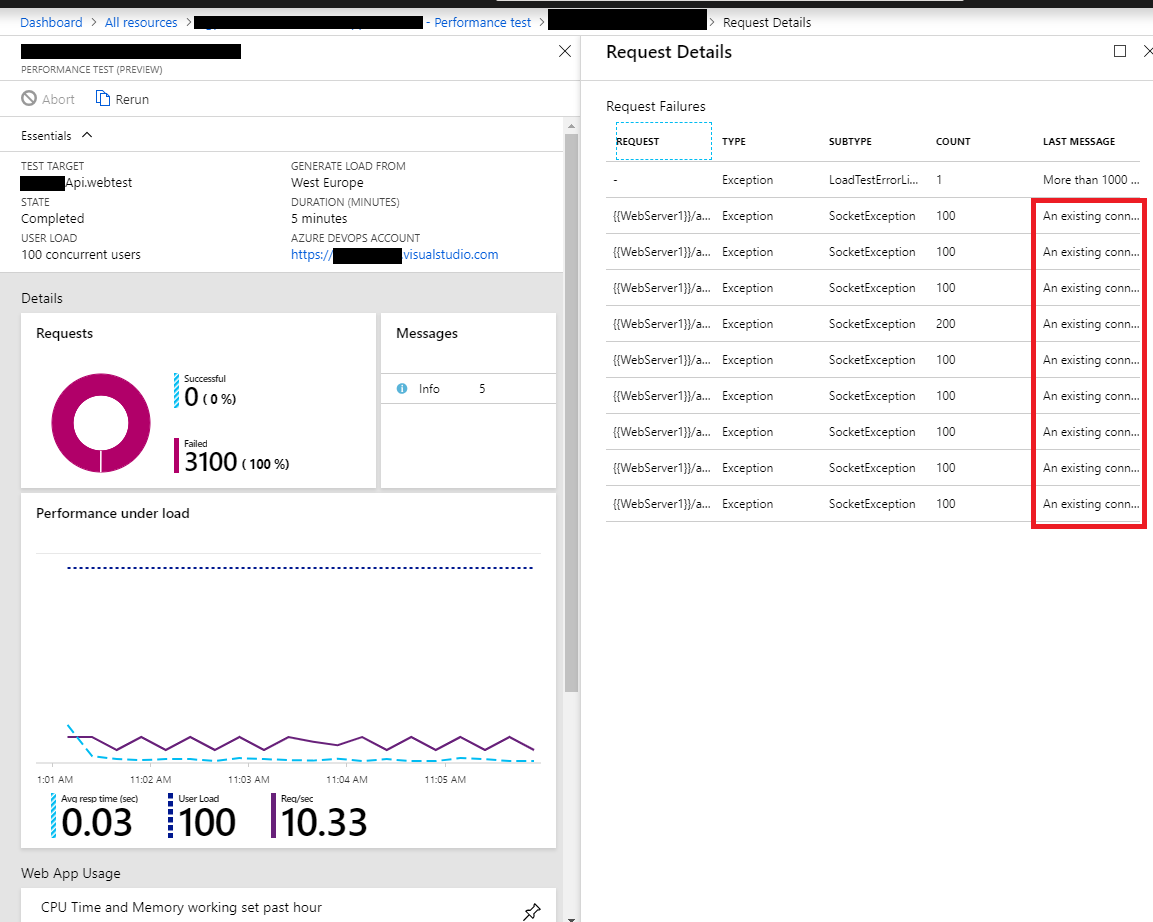 Dashboard > All resources > - Performance test > > Request Details
PERFORMANCE TEST (PREVIEW)
Abort Rerun
Essentials
TEST TARGET
Api.webtest
GENERATE LOAD FROM
West Europe
STATE
Completed
DURATION (MINUTES)
5 minutes
USER LOAD
100 concurrent users
AZURE DEVOPS ACCOUNT
https:// .visualstudio.com
Details
Requests
Successful
0 ( 0 %)
Failed
3100 ( 100 %)
Messages
Info 5
Performance under load
1:01 AM 11:02 AM 11:03 AM 11:04 AM 11:05 AM
Avg resp time (sec)
0.03
User Load
100
Req/sec
10.33
Web App Usage
CPU Time and Memory working set past hour
Request Details
Request Failures
REQUEST TYPE SUBTYPE COUNT LAST MESSAGE
- Exception LoadTestErrorLi... 1 More than 1000 ...
{{WebServer1}}/a... Exception SocketException 100 An existing conn...
{{WebServer1}}/a... Exception SocketException 100 An existing conn...
{{WebServer1}}/a... Exception SocketException 100 An existing conn...
{{WebServer1}}/a... Exception SocketException 200 An existing conn...
{{WebServer1}}/a... Exception SocketException 100 An existing conn...
{{WebServer1}}/a... Exception SocketException 100 An existing conn...
{{WebServer1}}/a... Exception SocketException 100 An existing conn...
{{WebServer1}}/a... Exception SocketException 100 An existing conn...
{{WebServer1}}/a... Exception SocketException 100 An existing conn...